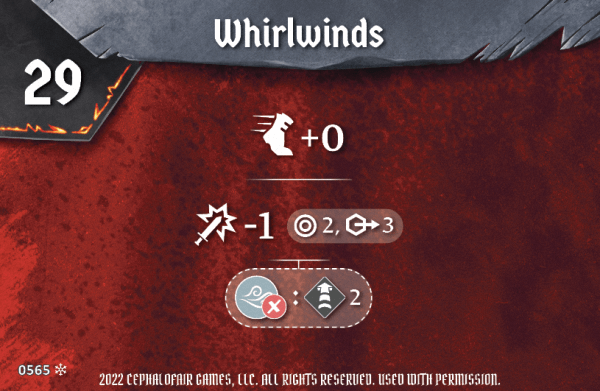 Whirlwinds
29
+0
-1 2, 3
: 2
0565
2022 CEPHALOFAIR GAMES, LLC. ALL RIGHTS RESERVED. USED WITH PERMISSION.